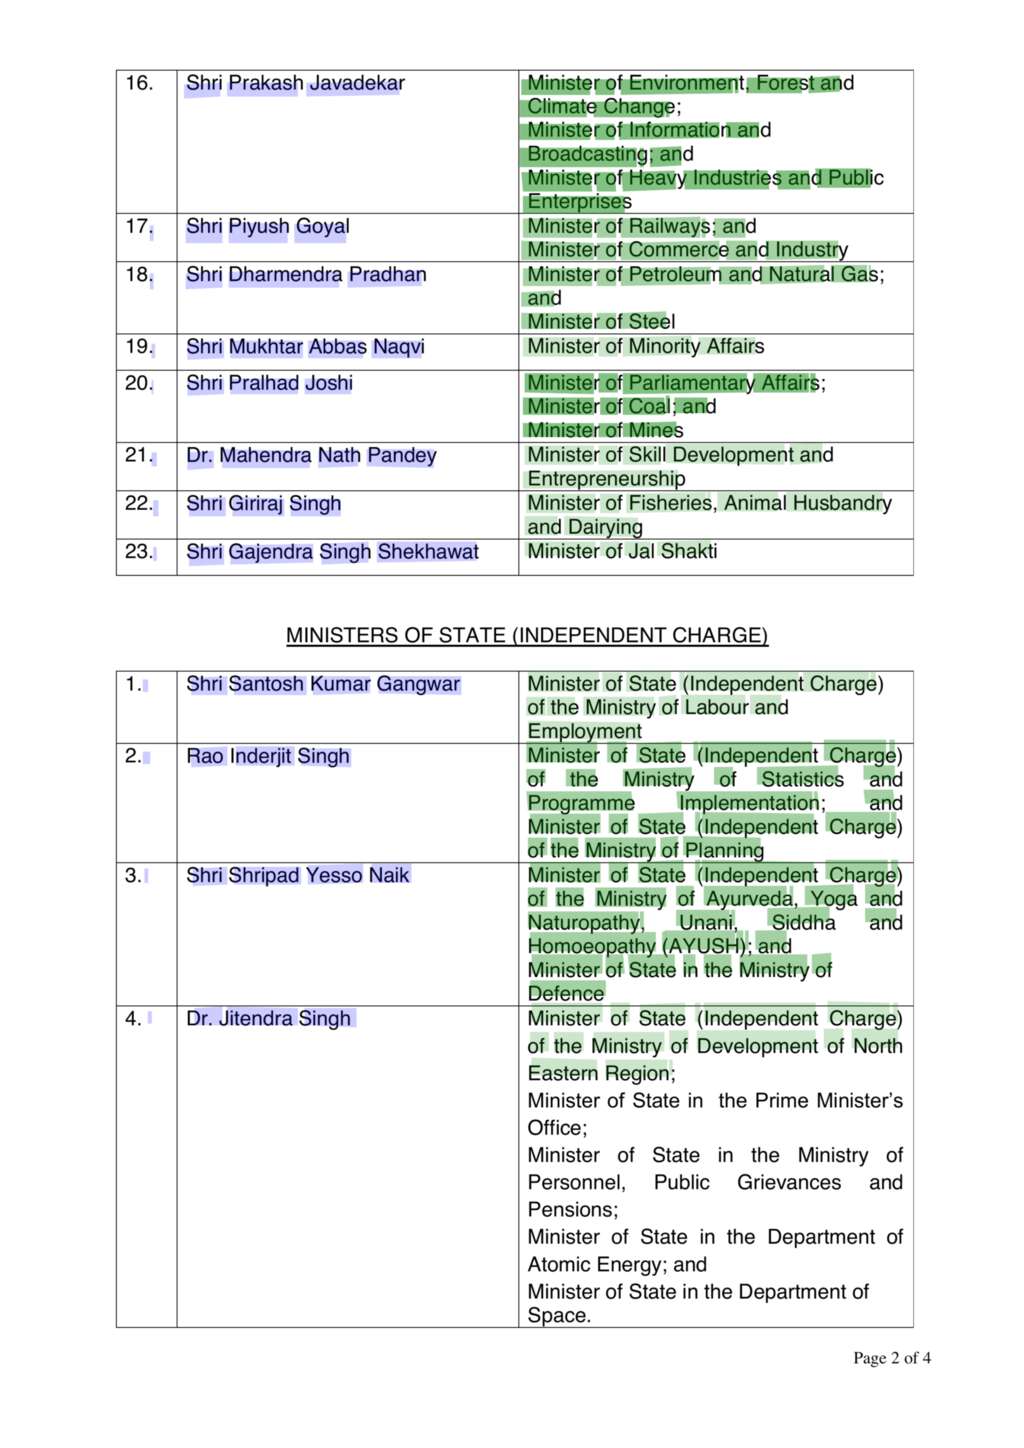 16. Shri Prakash Javadekar Minister of Environment, Forest and
Climate Change;
Minister of Information and
Broadcasting; and
Minister of Heavy Industries and Public
Enterprises
17. Shri Piyush Goyal Minister of Railways; and
Minister of Commerce and Industry
18. Shri Dharmendra Pradhan Minister of Petroleum and Natural Gas;
and
Minister of Steel
19. Shri Mukhtar Abbas Naqvi Minister of Minority Affairs
20. Shri Pralhad Joshi Minister of Parliamentary Affairs;
Minister of Coal; and
Minister of Mines
21. Dr. Mahendra Nath Pandey Minister of Skill Development and
Entrepreneurship
22. Shri Giriraj Singh Minister of Fisheries, Animal Husbandry
and Dairying
23. Shri Gajendra Singh Shekhawat Minister of Jal Shakti
MINISTERS OF STATE (INDEPENDENT CHARGE)
1. Shri Santosh Kumar Gangwar Minister of State (Independent Charge)
of the Ministry of Labour and
Employment
2. Rao Inderjit Singh Minister of State (Independent Charge)
of the Ministry of Statistics and
Programme Implementation; and
Minister of State (Independent Charge)
of the Ministry of Planning
3. Shri Shripad Yesso Naik Minister of State (Independent Charge)
of the Ministry of Ayurveda, Yoga and
Naturopathy, Unani, Siddha and
Homoeopathy (AYUSH); and
Minister of State in the Ministry of
Defence
4. Dr. Jitendra Singh Minister of State (Independent Charge)
of the Ministry of Development of North
Eastern Region;
Minister of State in the Prime Minister's
Office;
Minister of State in the Ministry of
Personnel, Public Grievances and
Pensions;
Minister of State in the Department of
Atomic Energy; and
Minister of State in the Department of
Space.
Page 2 of 4